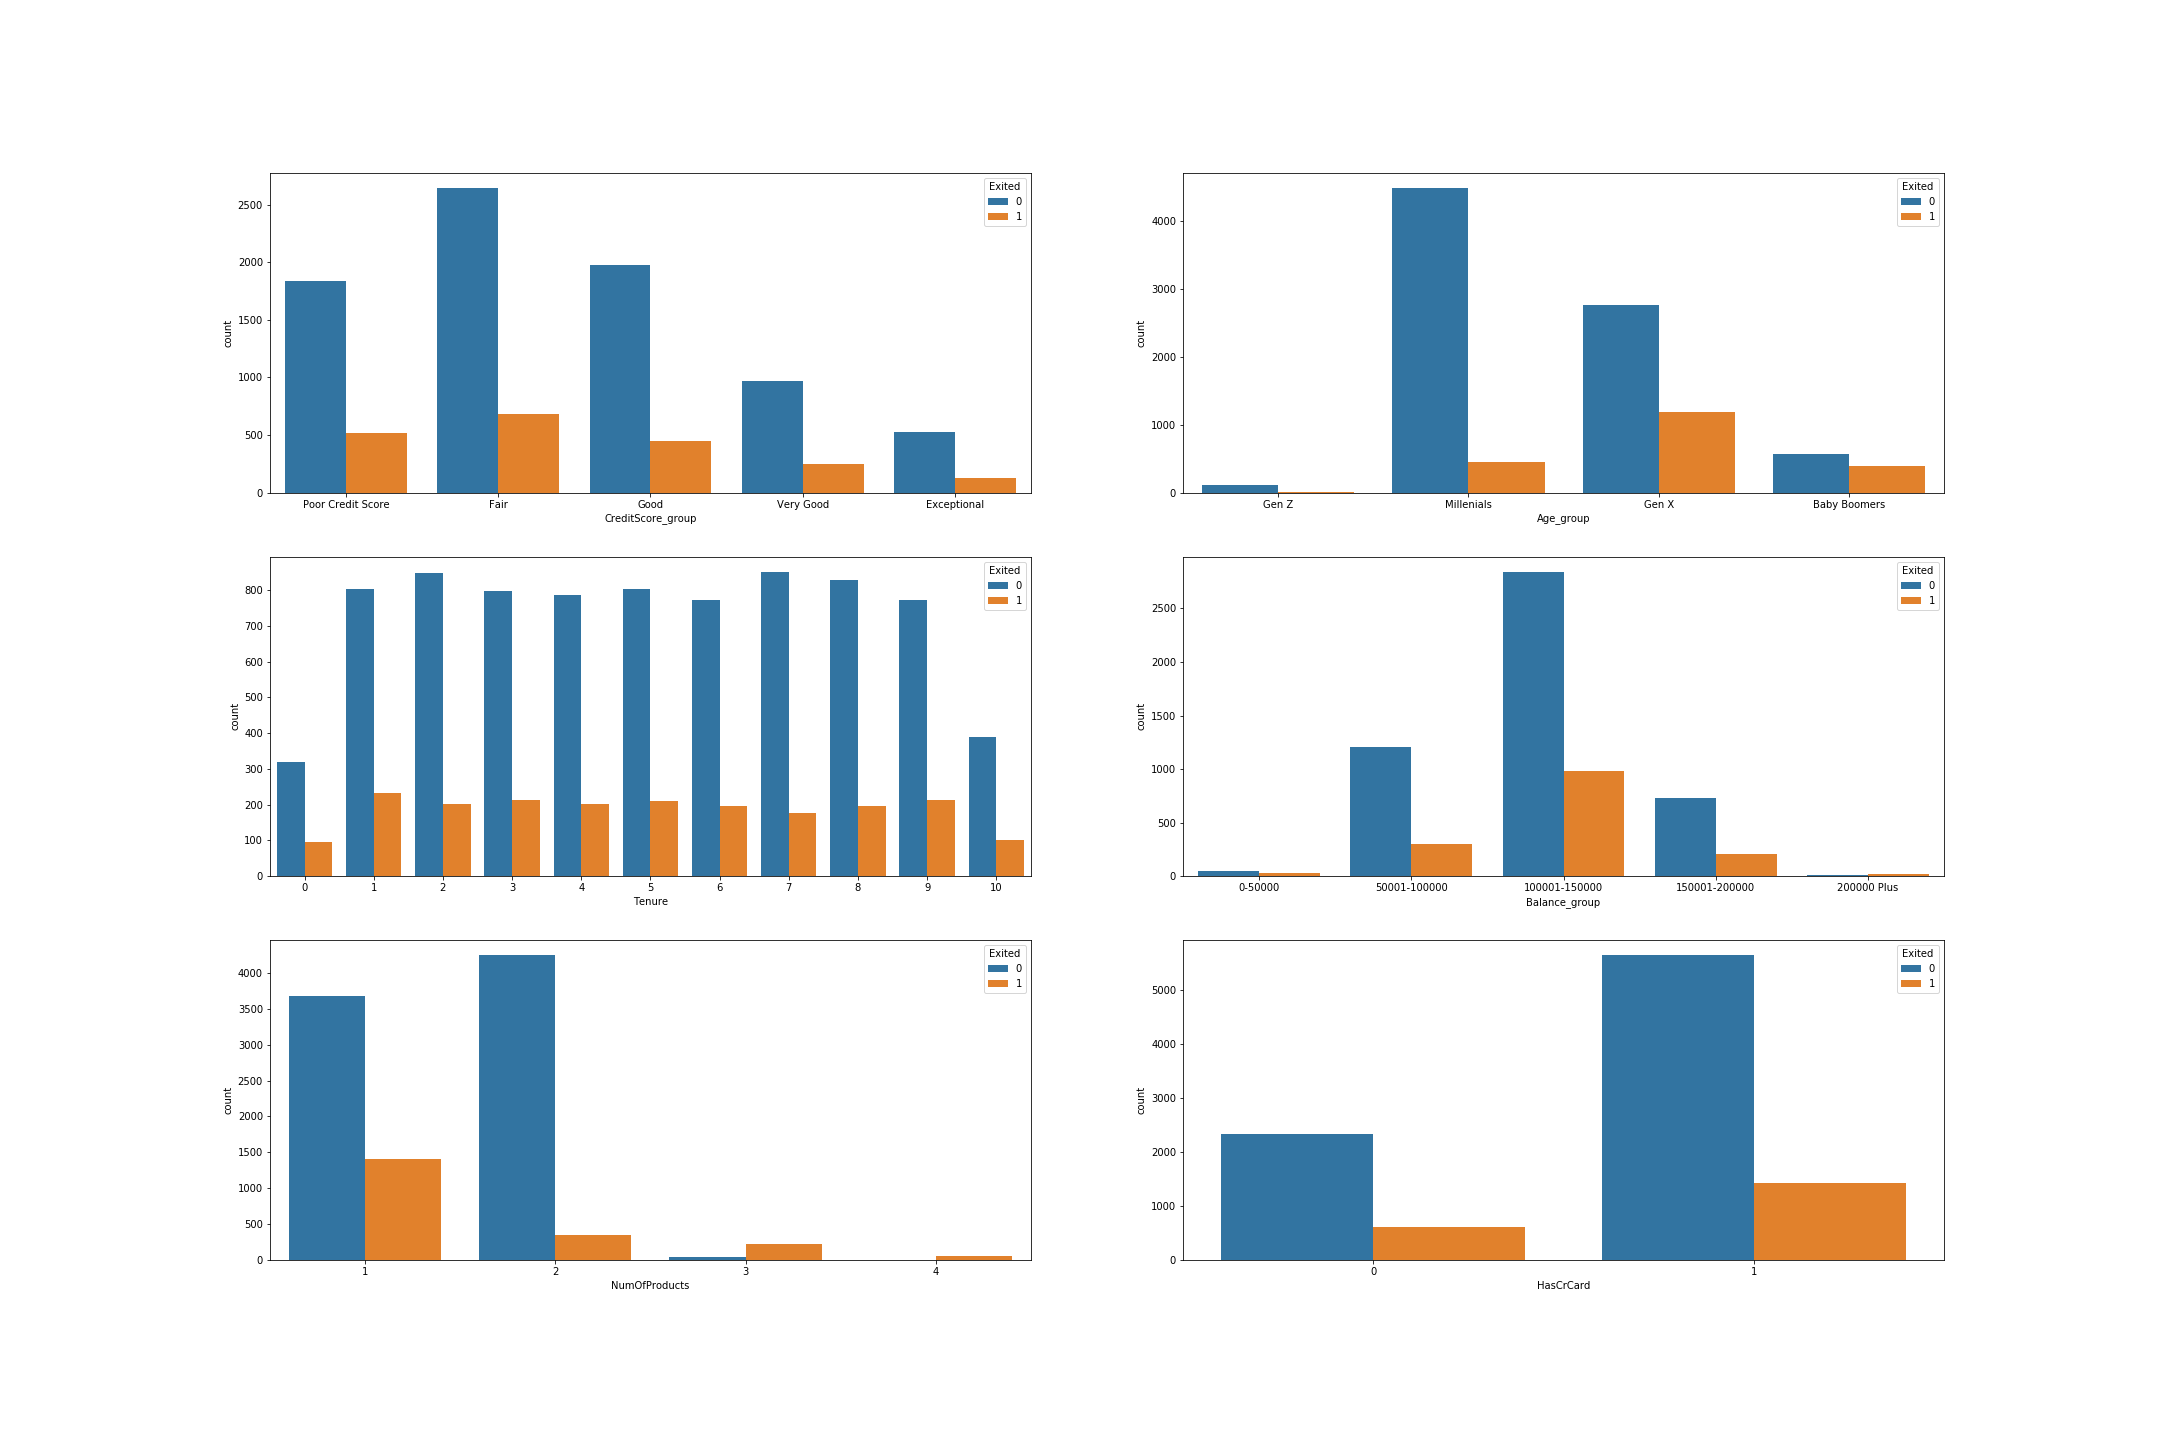 Exited
0
1
2500
2000
1500
1000
500
0
count
Poor Credit Score Fair Good Very Good Exceptional
CreditScore_group
Exited
0
1
4000
3000
2000
1000
0
count
Gen Z Millenials Gen X Baby Boomers
Age_group
Exited
0
1
800
700
600
500
400
300
200
100
0
count
0 1 2 3 4 5 6 7 8 9 10
Tenure
Exited
0
1
2500
2000
1500
1000
500
0
count
0-50000 50001-100000 100001-150000 150001-200000 200000 Plus
Balance_group
Exited
0
1
4000
3500
3000
2500
2000
1500
1000
500
0
count
1 2 3 4
NumOfProducts
Exited
0
1
5000
4000
3000
2000
1000
0
count
0 1
HasCrCard